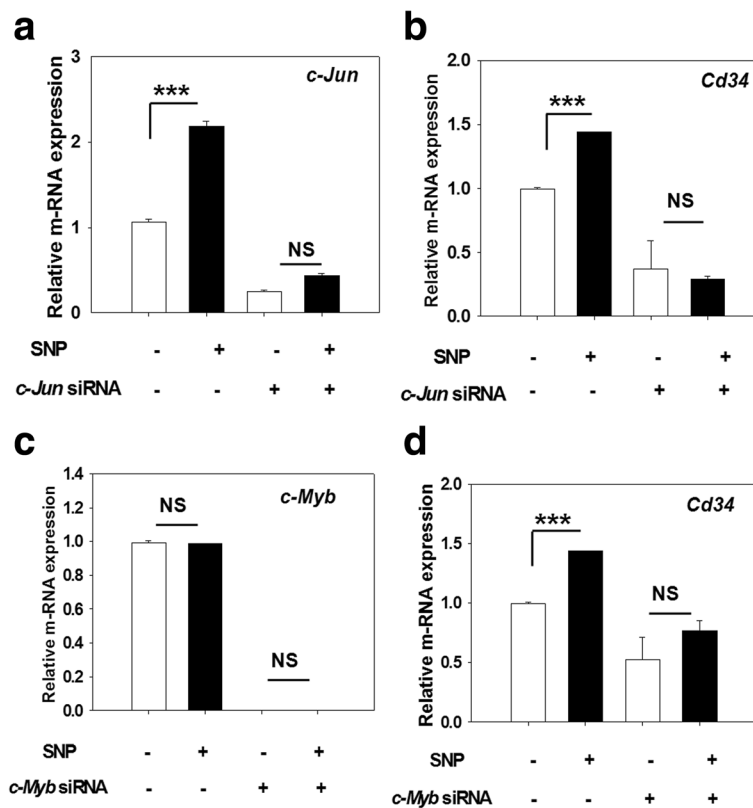 a
c-Jun
Relative m-RNA expression
3
2
1
0
***
NS
SNP - + - +
c-Jun siRNA - - + +
b
Cd34
Relative m-RNA expression
2.0
1.5
1.0
0.5
0.0
***
NS
SNP - + - +
c-Jun siRNA - - + +
c
c-Myb
Relative m-RNA expression
1.4
1.2
1.0
0.8
0.6
0.4
0.2
0.0
NS
NS
SNP - + - +
c-Myb siRNA - - + +
d
Cd34
Relative m-RNA expression
2.0
1.5
1.0
0.5
0.0
***
NS
SNP - + - +
c-Myb siRNA - - + +